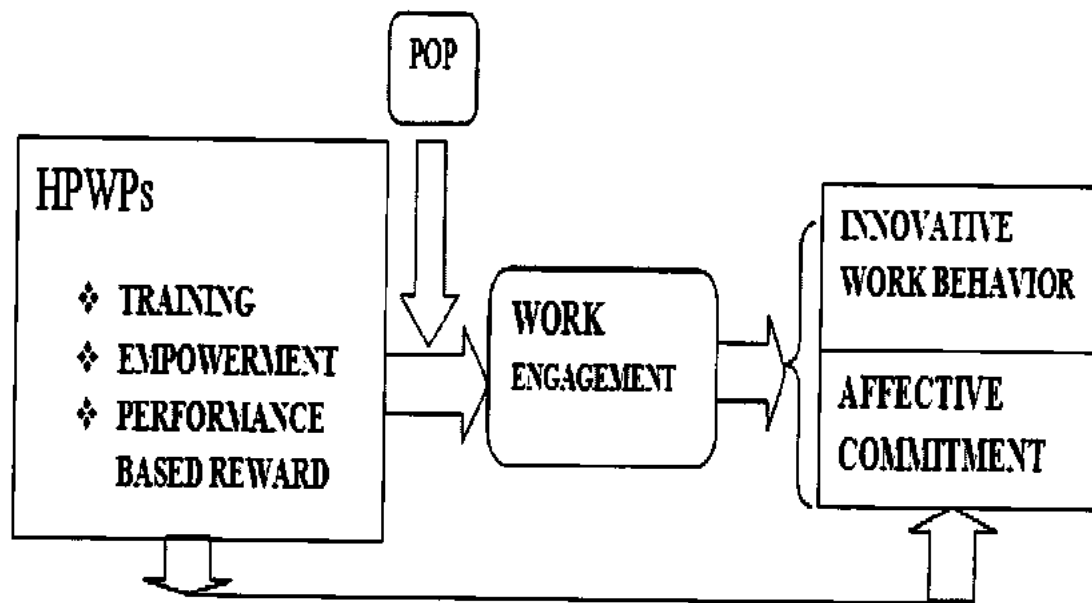 POP
HPWPs
TRAINING
EMPOWERMENT
PERFORMANCE
BASED REWARD
WORK
ENGAGEMENT
INNOVATIVE
WORK BEHAVIOR
AFFECTIVE
COMMITMENT